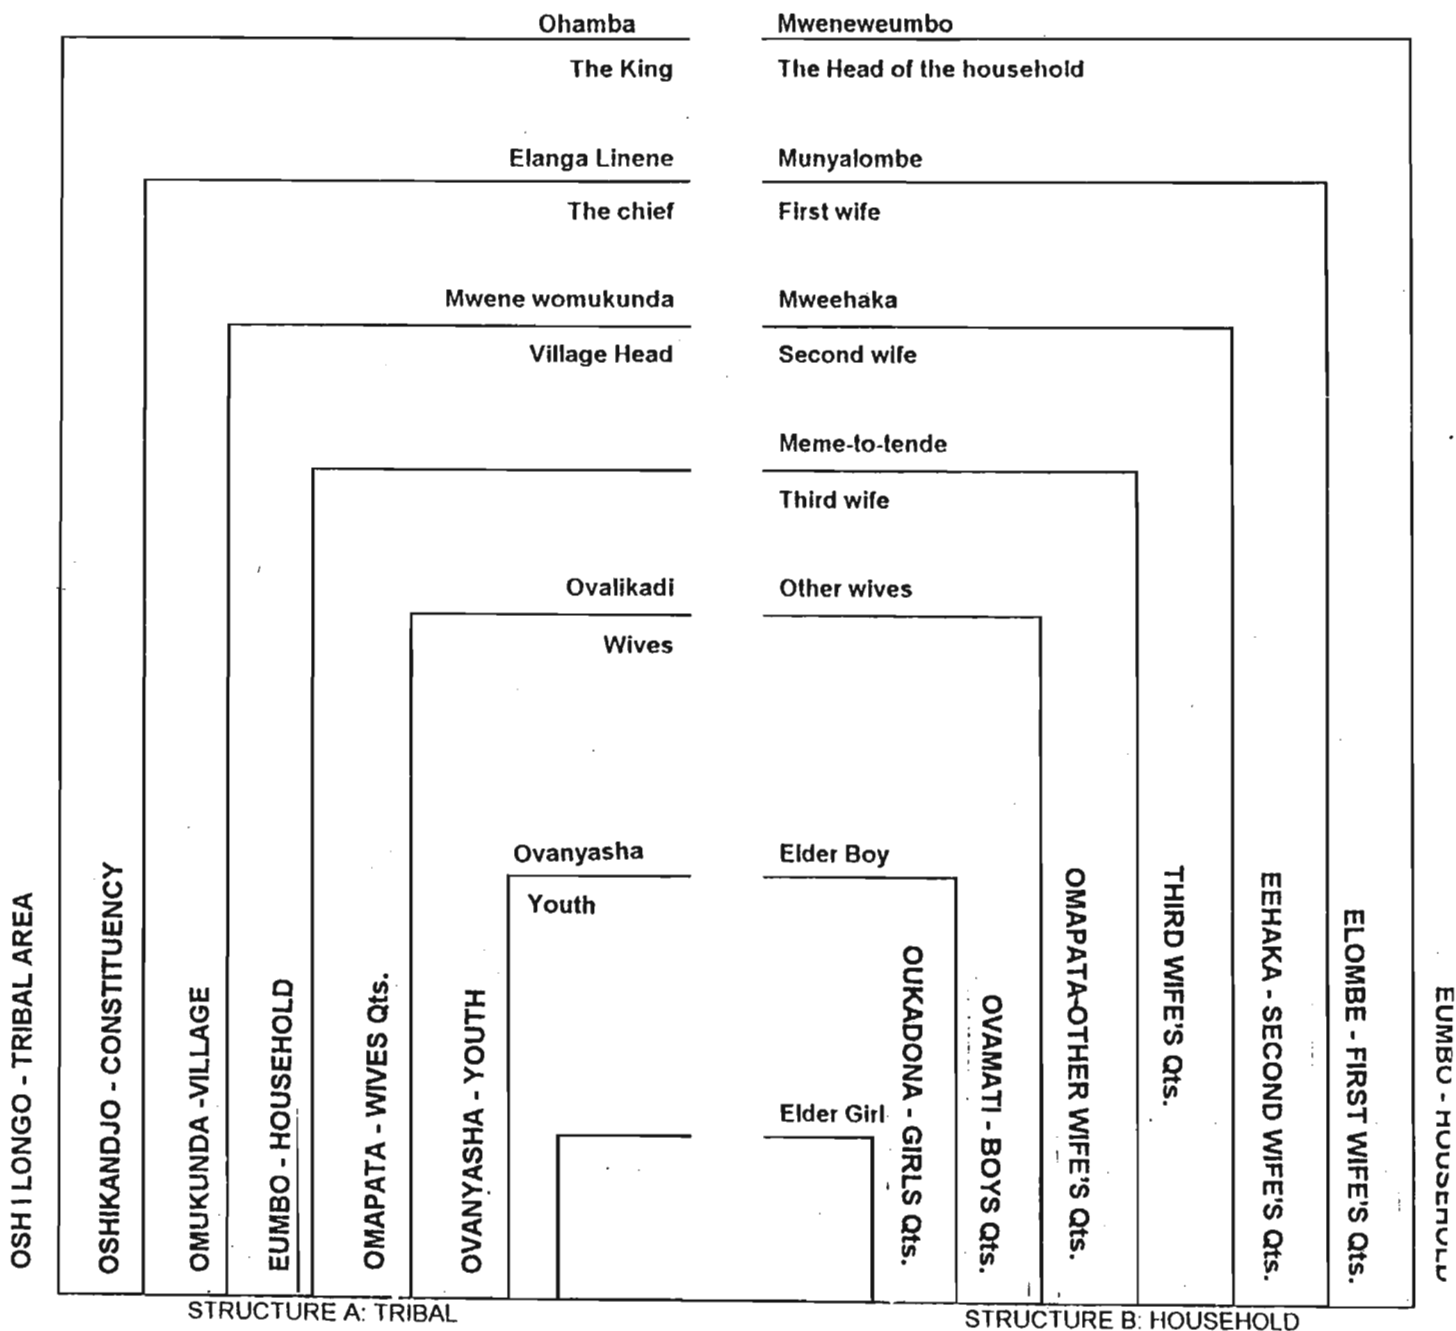 Ohamba
Mweneweumbo
The King
The Head of the household
Elanga Linene
Munyalombe
The chief
First wife
Mwene womukunda
Mweehaka
Village Head
Second wife
Meme-to-tende
Third wife
Ovalikadi
Other wives
Wives
Ovanyasha
Elder Boy
Youth
Elder Girl
OSHILONGO - TRIBAL AREA
OSHIKANDJO - CONSTITUENCY
OMUKUNDA -VILLAGE
EUMBO - HOUSEHOLD
OMAPATA - WIVES Qts.
OVANYASHA - YOUTH
OUKADONA - GIRLS Qts.
OVAMATI - BOYS Qts.
OMAPATA-OTHER WIFE'S Qts.
THIRD WIFE'S Qts.
EEHAKA - SECOND WIFE'S Qts.
ELOMBE - FIRST WIFE'S Qts.
EUMBO - HOUSEHOLD
STRUCTURE A: TRIBAL
STRUCTURE B: HOUSEHOLD